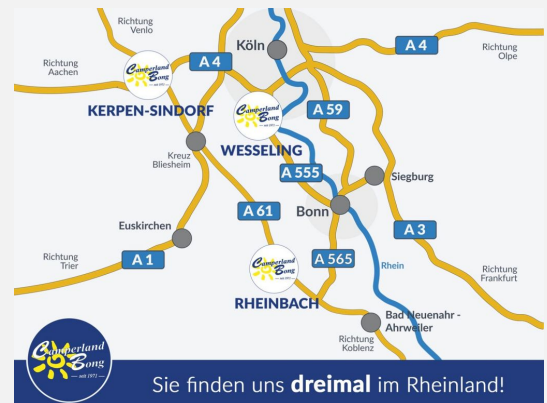 Richtung
Venlo
Köln
A 4
A 4
Richtung
Olpe
Richtung
Aachen
Camperland
Bong
KERPEN-SINDORF
A 59
Camperland
Bong
seit 1971
WESSELING
Kreuz
Bliesheim
A 555
Siegburg
A 61
Bonn
Euskirchen
A 3
A 1
Richtung
Trier
Camperland
Bong
seit 1971
A 565
Rhein
Richtung
Frankfurt
RHEINBACH
Bad Neuenahr -
Ahrweiler
Richtung
Koblenz
Camperland
Bong
seit 1971
Sie finden uns dreimal im Rheinland!